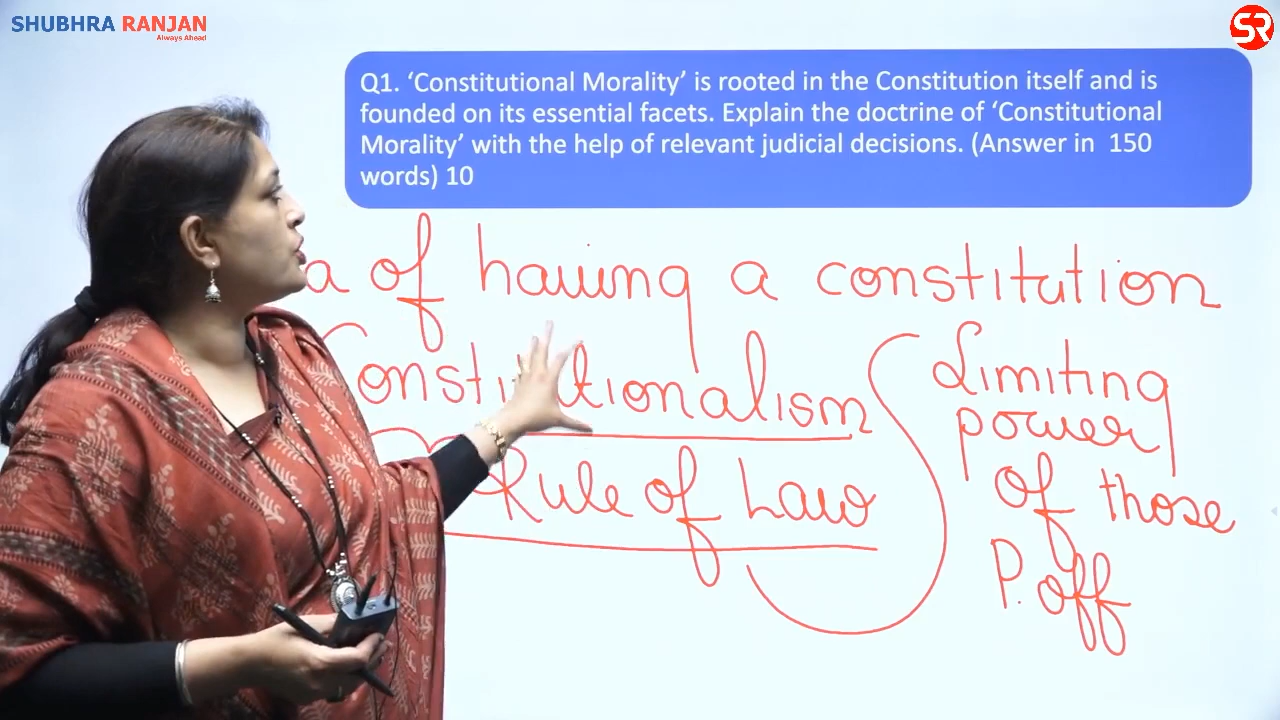 SHUBHRA RANJAN
Always Ahead
SR
Q1. ‘Constitutional Morality’ is rooted in the Constitution itself and is
founded on its essential facets. Explain the doctrine of ‘Constitutional
Morality’ with the help of relevant judicial decisions. (Answer in 150
words) 10
of having a constitution
Constitutionalism
Rule of Law
Limiting
power
of those
P. off